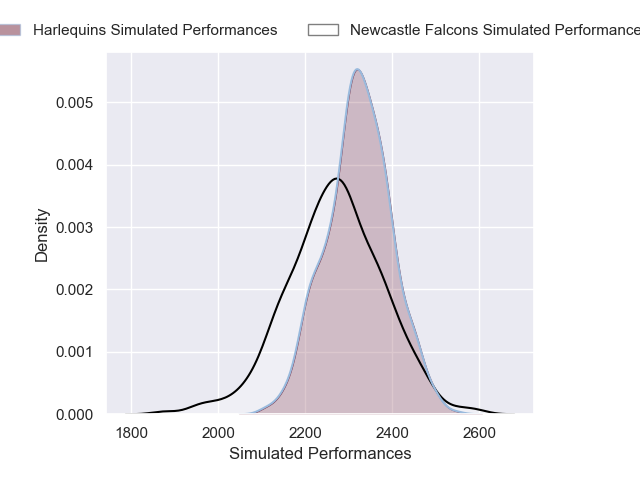 Harlequins Simulated Performances
Newcastle Falcons Simulated Performance
0.005
0.004
0.003
0.002
0.001
0.000
Density
1800 2000 2200 2400 2600
Simulated Performances